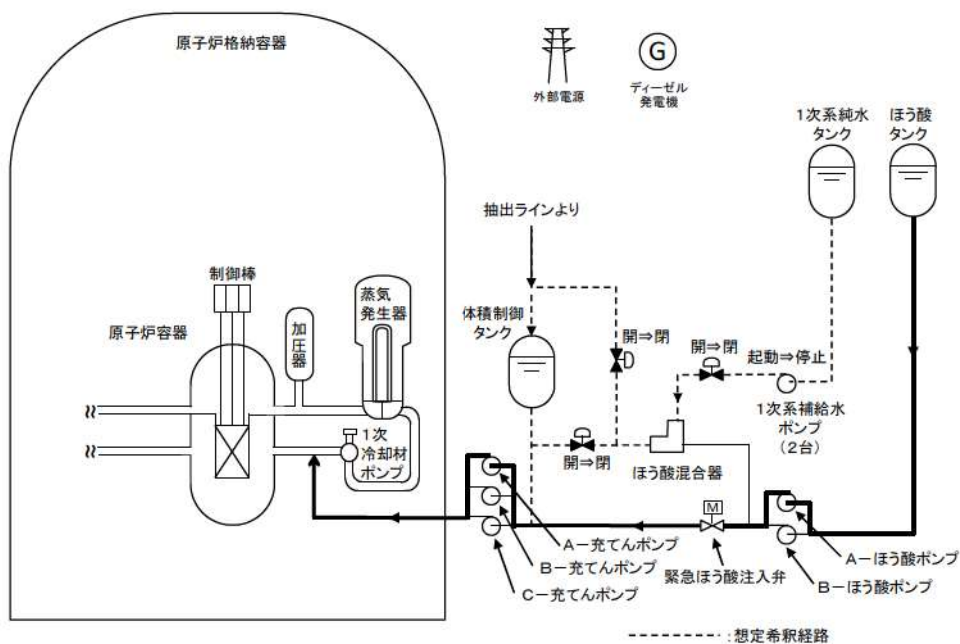 原子炉格納容器
外部電源
G
ディーゼル
発電機
1次系純水
タンク
ほう酸
タンク
抽出ラインより
制御棒
原子炉容器
加
圧
器
蒸気
発生器
体積制御
タンク
開⇒閉
開⇒閉
起動⇒停止
1次
冷却材
ポンプ
開⇒閉
ほう酸混合器
1次系補給水
ポンプ
(2台)
M
A-充てんポンプ
B-充てんポンプ
C-充てんポンプ
緊急ほう酸注入弁
A-ほう酸ポンプ
B-ほう酸ポンプ
:想定希釈経路